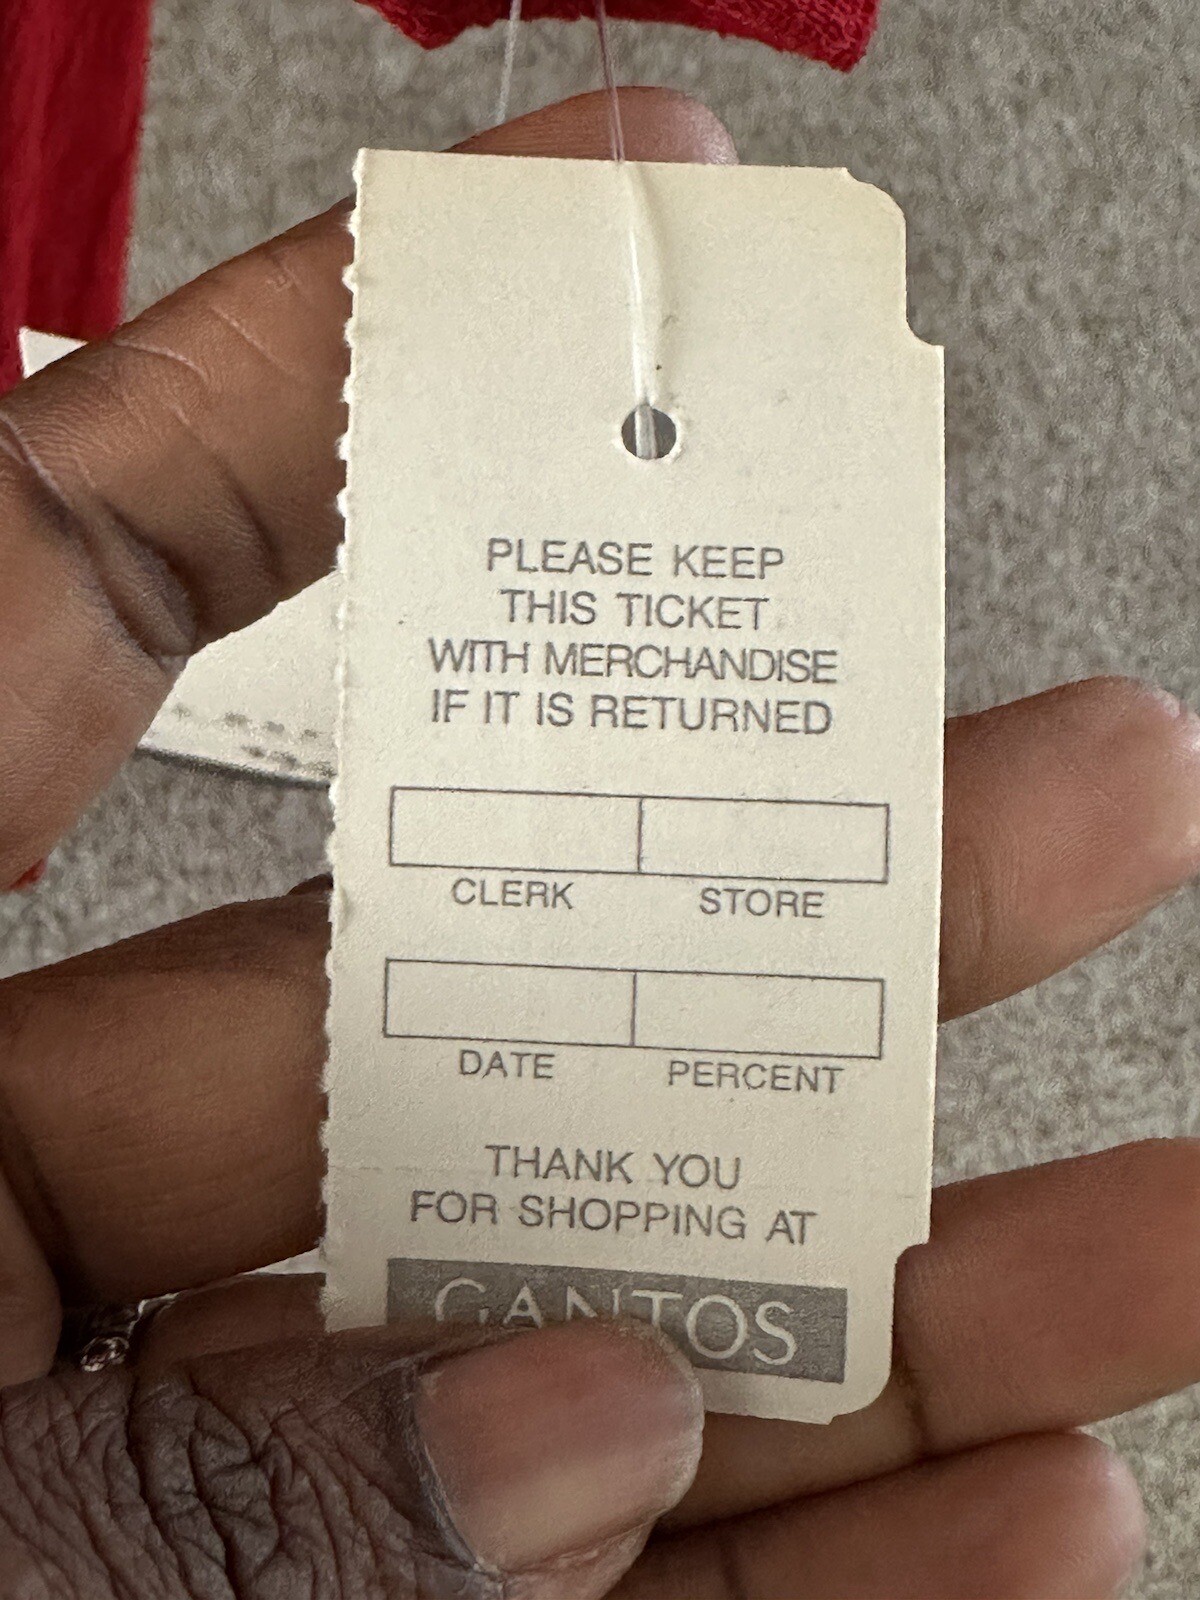 PLEASE KEEP
THIS TICKET
WITH MERCHANDISE
IF IT IS RETURNED
CLERK STORE
DATE PERCENT
THANK YOU
FOR SHOPPING AT
GANTOS